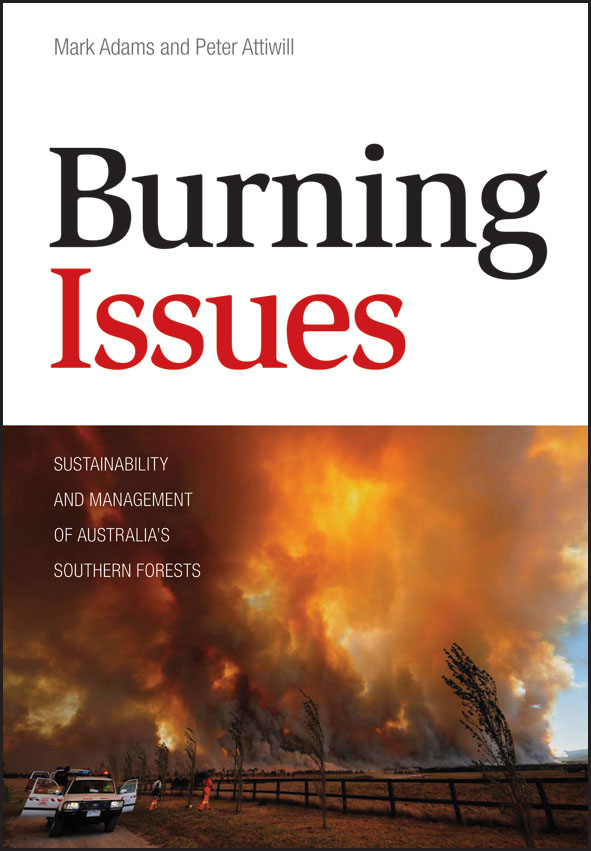 Mark Adams and Peter Attiwill
Burning
Issues
SUSTAINABILITY
AND MANAGEMENT
OF AUSTRALIA'S
SOUTHERN FORESTS